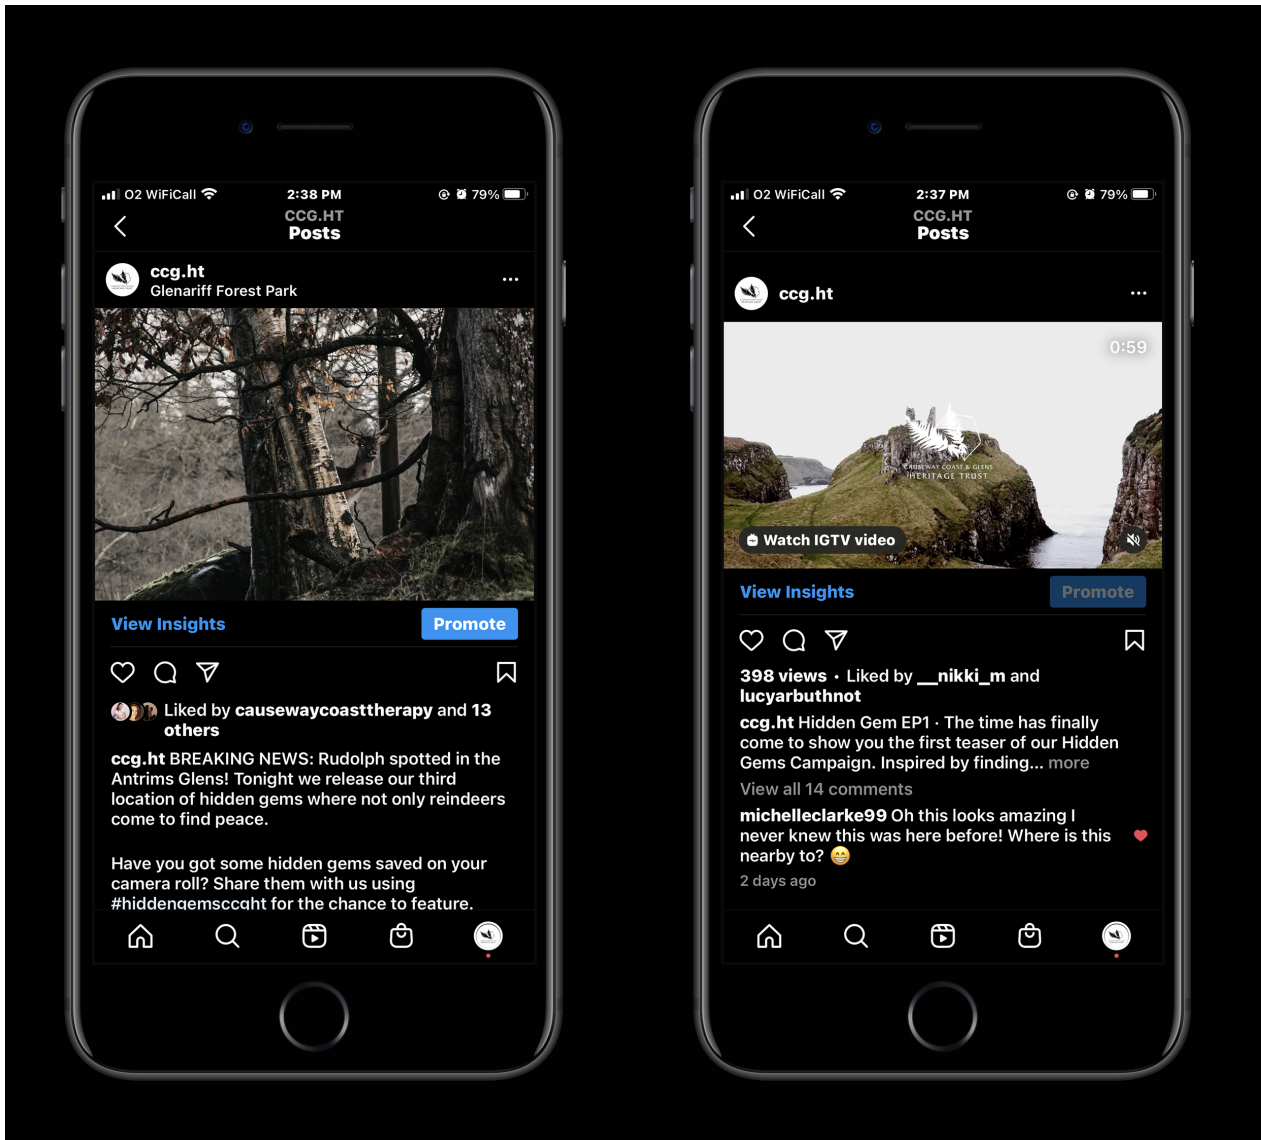 O2 WiFiCall
2:38 PM
79%
CCG.HT
Posts
ccg.ht
Glenariff Forest Park
View Insights
Promote
Liked by causewaycoasttherapy and 13
others
ccg.ht BREAKING NEWS: Rudolph spotted in the
Antrims Glens! Tonight we release our third
location of hidden gems where not only reindeers
come to find peace.
Have you got some hidden gems saved on your
camera roll? Share them with us using
#hiddengemsccght for the chance to feature.
O2 WiFiCall
2:37 PM
79%
CCG.HT
Posts
ccg.ht
0:59
CAUSEWAY COAST & GLENS
HERITAGE TRUST
Watch IGTV video
View Insights
Promote
398 views • Liked by __nikki_m and
lucyarbuthnot
ccg.ht Hidden Gem EP1 · The time has finally
come to show you the first teaser of our Hidden
Gems Campaign. Inspired by finding... more
View all 14 comments
michelleclarke99 Oh this looks amazing I
never knew this was here before! Where is this
nearby to? 😁
2 days ago